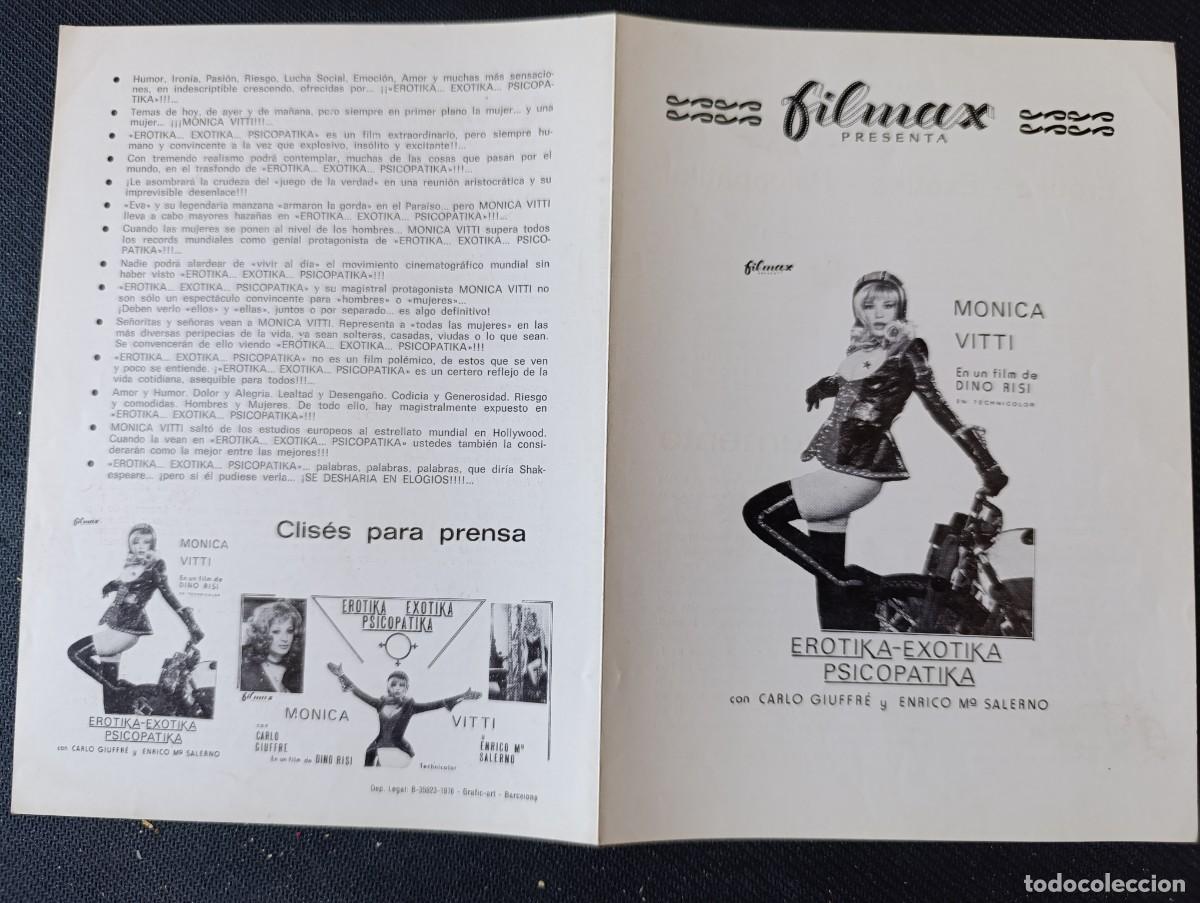 ● Humor, Ironía, Pasión, Riesgo, Lucha Social, Emoción, Amor y muchas más sensacio-
nes, en indescriptible crescendo, ofrecidas por... ¡¡«EROTIKA... EXOTIKA... PSICOPA-
TIKA»!!!...
● Temas de hoy, de ayer y de mañana, pero siempre en primer plano la mujer... y una
mujer... ¡¡¡MONICA VITTI!!!...
● «EROTIKA... EXOTIKA... PSICOPATIKA» es un film extraordinario, pero siempre hu-
mano y convincente a la vez que explosivo, insólito y excitante!!...
● Con tremendo realismo podrá contemplar, muchas de las cosas que pasan por el
mundo, en el trasfondo de «EROTIKA... EXOTIKA... PSICOPATIKA»!!!...
● ¡Le asombrará la crudeza del «juego de la verdad» en una reunión aristocrática y su
imprevisible desenlace!!!
● «Eva» y su legendaria manzana «armaron la gorda» en el Paraíso... pero MONICA VITTI
lleva a cabo mayores hazañas en «EROTIKA... EXOTIKA... PSICOPATIKA»!!!...
● Cuando las mujeres se ponen al nivel de los hombres... MONICA VITTI supera todos
los records mundiales como genial protagonista de «EROTIKA... EXOTIKA... PSICO-
PATIKA»!!!...
● Nadie podrá alardear de «vivir al día» el movimiento cinematográfico mundial sin
haber visto «EROTIKA... EXOTIKA... PSICOPATIKA»!!!
● «EROTIKA... EXOTIKA... PSICOPATIKA» y su magistral protagonista MONICA VITTI no
son sólo un espectáculo convincente para «hombres» o «mujeres»...
¡Deben verlo «ellos» y «ellas», juntos o por separado... es algo definitivo!
● Señoritas y señoras vean a MONICA VITTI. Representa a «todas las mujeres» en las
más diversas peripecias de la vida, ya sean solteras, casadas, viudas o lo que sean.
Se convencerán de ello viendo «EROTIKA... EXOTIKA... PSICOPATIKA»!!!
● «EROTIKA... EXOTIKA... PSICOPATIKA» no es un film polémico, de estos que se ven
y poco se entiende. ¡«EROTIKA... EXOTIKA... PSICOPATIKA» es un certero reflejo de la
vida cotidiana, asequible para todos!!!...
● Amor y Humor. Dolor y Alegría. Lealtad y Desengaño. Codicia y Generosidad. Riesgo
y comodidas. Hombres y Mujeres. De todo ello, hay magistralmente expuesto en
«EROTIKA... EXOTIKA... PSICOPATIKA»!!!
● MONICA VITTI saltó de los estudios europeos al estrellato mundial en Hollywood.
Cuando la vean en «EROTIKA... EXOTIKA... PSICOPATIKA» ustedes también la consi-
derarán como la mejor entre las mejores!!!
● «EROTIKA... EXOTIKA... PSICOPATIKA»... palabras, palabras, palabras, que diría Shak-
espeare... ¡pero si él pudiese verla... ¡SE DESHARIA EN ELOGIOS!!!!...
Clisés para prensa
filmax
MONICA
VITTI
En un film de
DINO RISI
EN TECHNICOLOR
EROTIKA-EXOTIKA
PSICOPATIKA
con CARLO GIUFFRÉ y ENRICO Mª SALERNO
EROTIKA EXOTIKA
PSICOPATIKA
filmax
MONICA VITTI
con
CARLO
GIUFFRE
En un film de DINO RISI
Technicolor
y
ENRICO Mª
SALERNO
Dep. Legal: B-35823-1976 - Grafic-art - Barcelona
filmax
PRESENTA
filmax
PRESENTA
MONICA
VITTI
En un film de
DINO RISI
EN TECHNICOLOR
EROTIKA-EXOTIKA
PSICOPATIKA
con CARLO GIUFFRÉ y ENRICO Mª SALERNO
todocoleccion